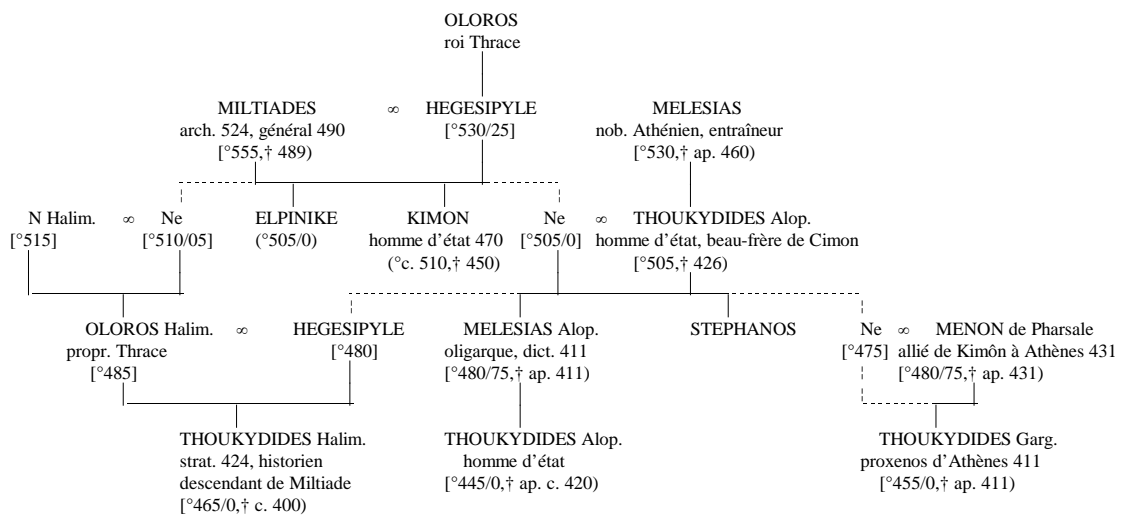 OLOROS
roi Thrace
MILTIADES ∞ HEGESIPYLE MELESIAS
arch. 524, général 490 [°530/25] nob. Athénien, entraîneur
[°555,† 489) [°530,† ap. 460)
N Halim. ∞ Ne ELPINIKE KIMON Ne ∞ THOUKYDIDES Alop.
[°515] [°510/05] (°505/0) homme d'état 470 [°505/0] homme d'état, beau-frère de Cimon
(°c. 510,† 450) [°505,† 426)
OLOROS Halim. ∞ HEGESIPYLE MELESIAS Alop. STEPHANOS Ne ∞ MENON de Pharsale
propr. Thrace [°480] oligarque, dict. 411 [°475] allié de Kimôn à Athènes 431
[°485] [°480/75,† ap. 411) [°480/75,† ap. 431)
THOUKYDIDES Halim. THOUKYDIDES Alop. THOUKYDIDES Garg.
strat. 424, historien homme d'état proxenos d'Athènes 411
descendant de Miltiade [°445/0,† ap. c. 420) [°455/0,† ap. 411)
[°465/0,† c. 400)